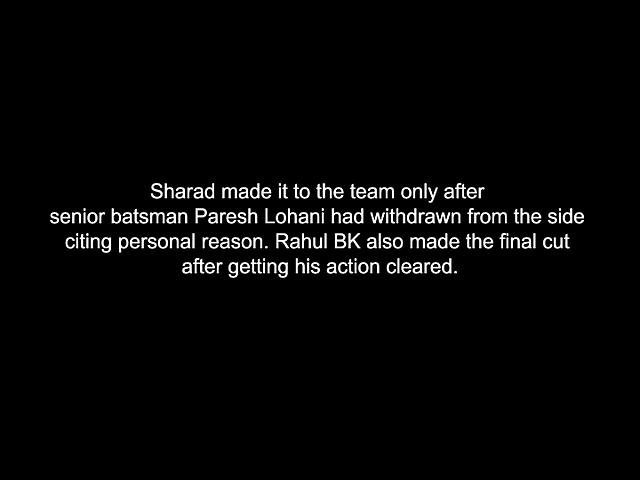 Sharad made it to the team only after
senior batsman Paresh Lohani had withdrawn from the side
citing personal reason. Rahul BK also made the final cut
after getting his action cleared.